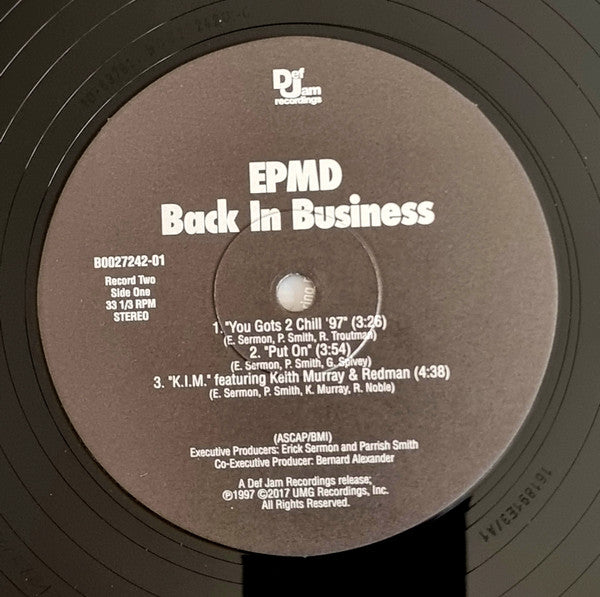 Def
Jam
recordings
EPMD
Back In Business
B0027242-01
Record Two
Side One
33 1/3 RPM
STEREO
1. "You Gots 2 Chill '97" (3:26)
(E. Sermon, P. Smith, R. Troutman)
2. "Put On" (3:54)
(E. Sermon, P. Smith, G. Spivey)
3. "K.I.M." featuring Keith Murray & Redman (4:38)
(E. Sermon, P. Smith, K. Murray, R. Noble)
(ASCAP/BMI)
Executive Producers: Erick Sermon and Parrish Smith
Co-Executive Producer: Bernard Alexander
A Def Jam Recordings release;
℗1997 ©2017 UMG Recordings, Inc.
All Rights Reserved.
161891E3/A1